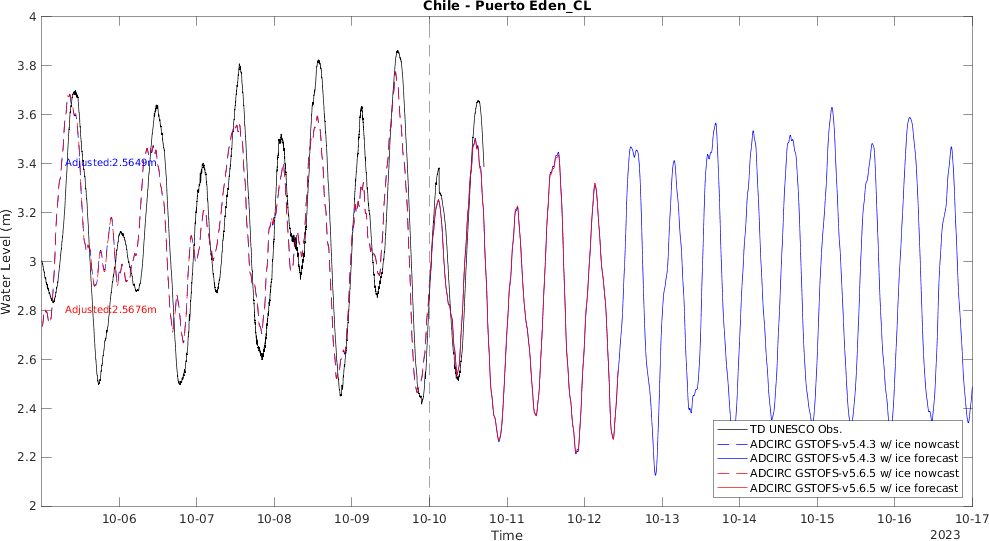 Chile - Puerto Eden_CL
4
3.8
3.6
3.4
3.2
3
2.8
2.6
2.4
2.2
2
Water Level (m)
Adjusted:2.5649m
Adjusted:2.5676m
TD UNESCO Obs.
ADCIRC GSTOFS-v5.4.3 w/ ice nowcast
ADCIRC GSTOFS-v5.4.3 w/ ice forecast
ADCIRC GSTOFS-v5.6.5 w/ ice nowcast
ADCIRC GSTOFS-v5.6.5 w/ ice forecast
10-06 10-07 10-08 10-09 10-10 10-11 10-12 10-13 10-14 10-15 10-16 10-17
Time
2023